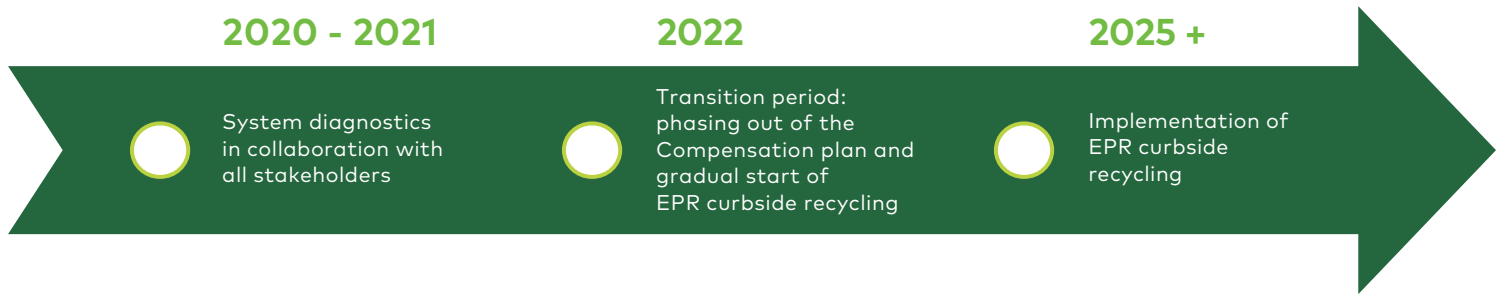 2020 - 2021
System diagnostics
in collaboration with
all stakeholders
2022
Transition period:
phasing out of the
Compensation plan and
gradual start of
EPR curbside recycling
2025 +
Implementation of
EPR curbside
recycling